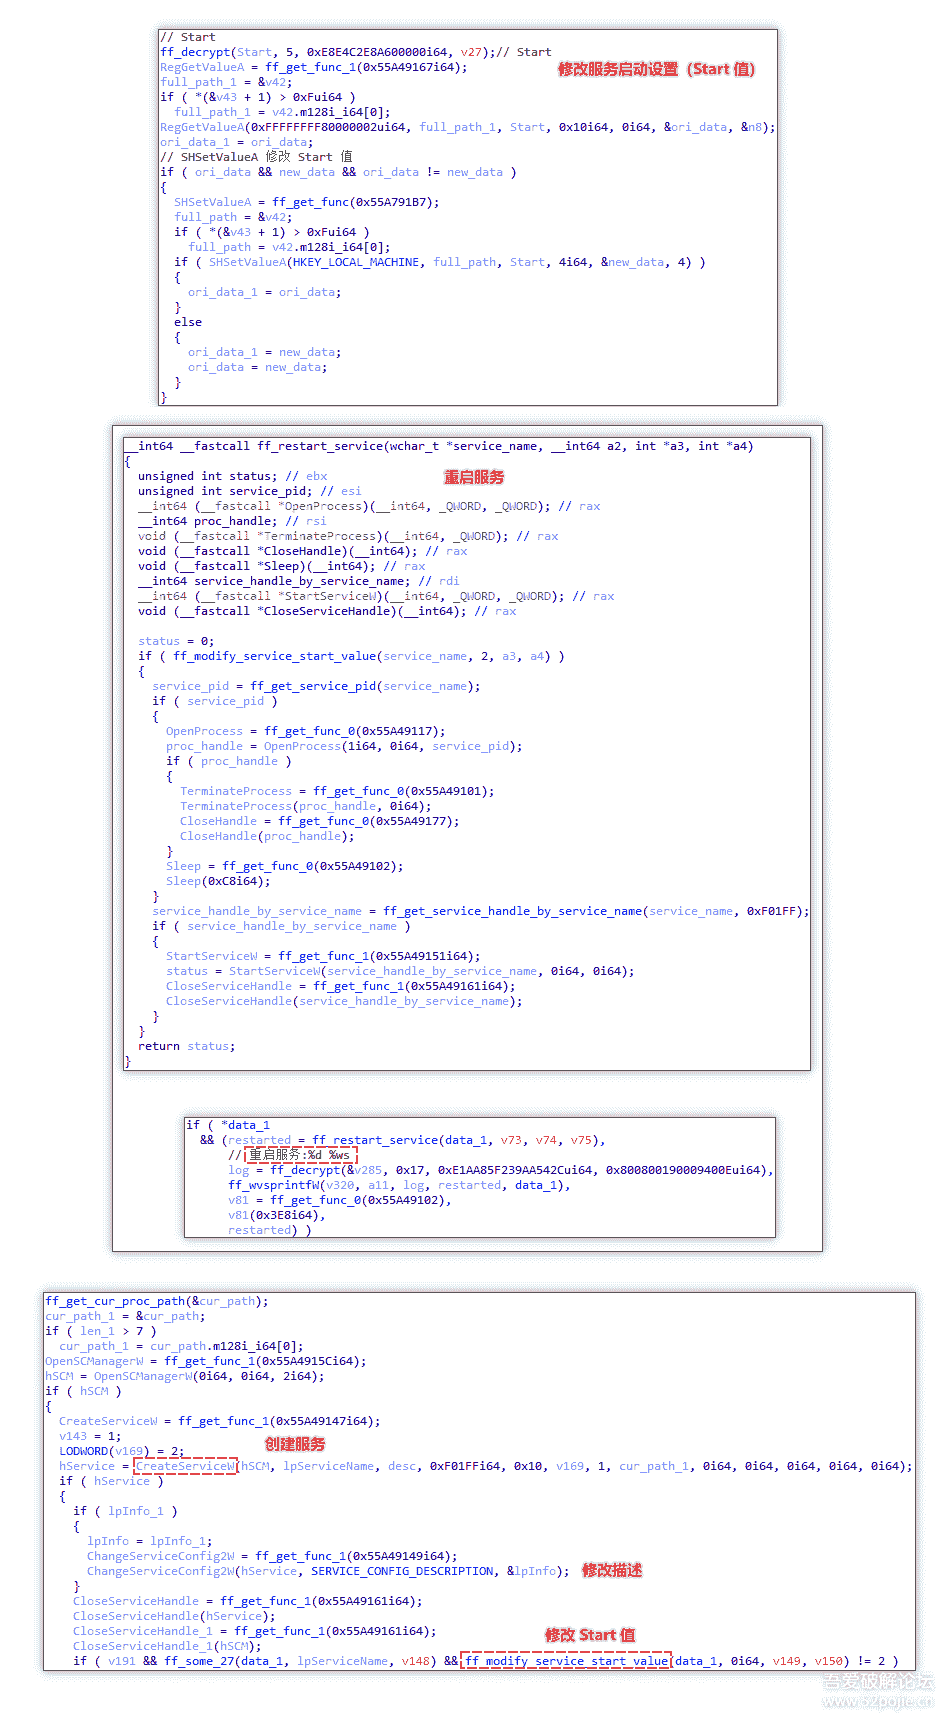 // Start
ff_decrypt(Start, 5, 0xE8E4C2E8A600000i64, v27);// Start
RegGetValueA = ff_get_func_1(0x55A49167i64);
修改服务启动设置（Start 值）
full_path_1 = &v42;
if ( *(&v43 + 1) > 0xFui64 )
full_path_1 = v42.m128i_i64[0];
RegGetValueA(0xFFFFFFFF80000002ui64, full_path_1, Start, 0x10i64, 0i64, &ori_data, &n8);
ori_data_1 = ori_data;
// SHSetValueA 修改 Start 值
if ( ori_data && new_data && ori_data != new_data )
{
SHSetValueA = ff_get_func(0x55A791B7);
full_path = &v42;
if ( *(&v43 + 1) > 0xFui64 )
full_path = v42.m128i_i64[0];
if ( SHSetValueA(HKEY_LOCAL_MACHINE, full_path, Start, 4i64, &new_data, 4) )
{
ori_data_1 = ori_data;
}
else
{
ori_data_1 = new_data;
ori_data = new_data;
}
}
__int64 __fastcall ff_restart_service(wchar_t *service_name, __int64 a2, int *a3, int *a4)
{
unsigned int status; // ebx
重启服务
unsigned int service_pid; // esi
__int64 (__fastcall *OpenProcess)(__int64, _QWORD, _QWORD); // rax
__int64 proc_handle; // rsi
void (__fastcall *TerminateProcess)(__int64, _QWORD); // rax
void (__fastcall *CloseHandle)(__int64); // rax
void (__fastcall *Sleep)(__int64); // rax
__int64 service_handle_by_service_name; // rdi
__int64 (__fastcall *StartServiceW)(__int64, _QWORD, _QWORD); // rax
void (__fastcall *CloseServiceHandle)(__int64); // rax
status = 0;
if ( ff_modify_service_start_value(service_name, 2, a3, a4) )
{
service_pid = ff_get_service_pid(service_name);
if ( service_pid )
{
OpenProcess = ff_get_func_0(0x55A49117);
proc_handle = OpenProcess(1i64, 0i64, service_pid);
if ( proc_handle )
{
TerminateProcess = ff_get_func_0(0x55A49101);
TerminateProcess(proc_handle, 0i64);
CloseHandle = ff_get_func_0(0x55A49177);
CloseHandle(proc_handle);
}
Sleep = ff_get_func_0(0x55A49102);
Sleep(0xC8i64);
}
service_handle_by_service_name = ff_get_service_handle_by_service_name(service_name, 0xF01FF);
if ( service_handle_by_service_name )
{
StartServiceW = ff_get_func_1(0x55A49151i64);
status = StartServiceW(service_handle_by_service_name, 0i64, 0i64);
CloseServiceHandle = ff_get_func_1(0x55A49161i64);
CloseServiceHandle(service_handle_by_service_name);
}
}
return status;
}
if ( *data_1
&& (restarted = ff_restart_service(data_1, v73, v74, v75),
// 重启服务:%d %ws
log = ff_decrypt(&v285, 0x17, 0xE1AA85F239AA542Cui64, 0x800800190009400Eui64),
ff_wvsprintfW(v320, a11, log, restarted, data_1),
v81 = ff_get_func_0(0x55A49102),
v81(0x3E8i64),
restarted) )
ff_get_cur_proc_path(&cur_path);
cur_path_1 = &cur_path;
if ( len_1 > 7 )
cur_path_1 = cur_path.m128i_i64[0];
OpenSCManagerW = ff_get_func_1(0x55A4915Ci64);
hSCM = OpenSCManagerW(0i64, 0i64, 2i64);
if ( hSCM )
{
CreateServiceW = ff_get_func_1(0x55A49147i64);
v143 = 1;
创建服务
LODWORD(v169) = 2;
hService = CreateServiceW(hSCM, lpServiceName, desc, 0xF01FFi64, 0x10, v169, 1, cur_path_1, 0i64, 0i64, 0i64, 0i64, 0i64);
if ( hService )
{
if ( lpInfo_1 )
{
lpInfo = lpInfo_1;
ChangeServiceConfig2W = ff_get_func_1(0x55A49149i64);
ChangeServiceConfig2W(hService, SERVICE_CONFIG_DESCRIPTION, &lpInfo);
修改描述
}
CloseServiceHandle = ff_get_func_1(0x55A49161i64);
CloseServiceHandle(hService);
CloseServiceHandle_1 = ff_get_func_1(0x55A49161i64);
修改 Start 值
CloseServiceHandle_1(hSCM);
if ( v191 && ff_some_27(data_1, lpServiceName, v148) && ff_modify_service_start_value(data_1, 0i64, v149, v150) != 2 )
吾爱破解论坛
www.52pojie.cn